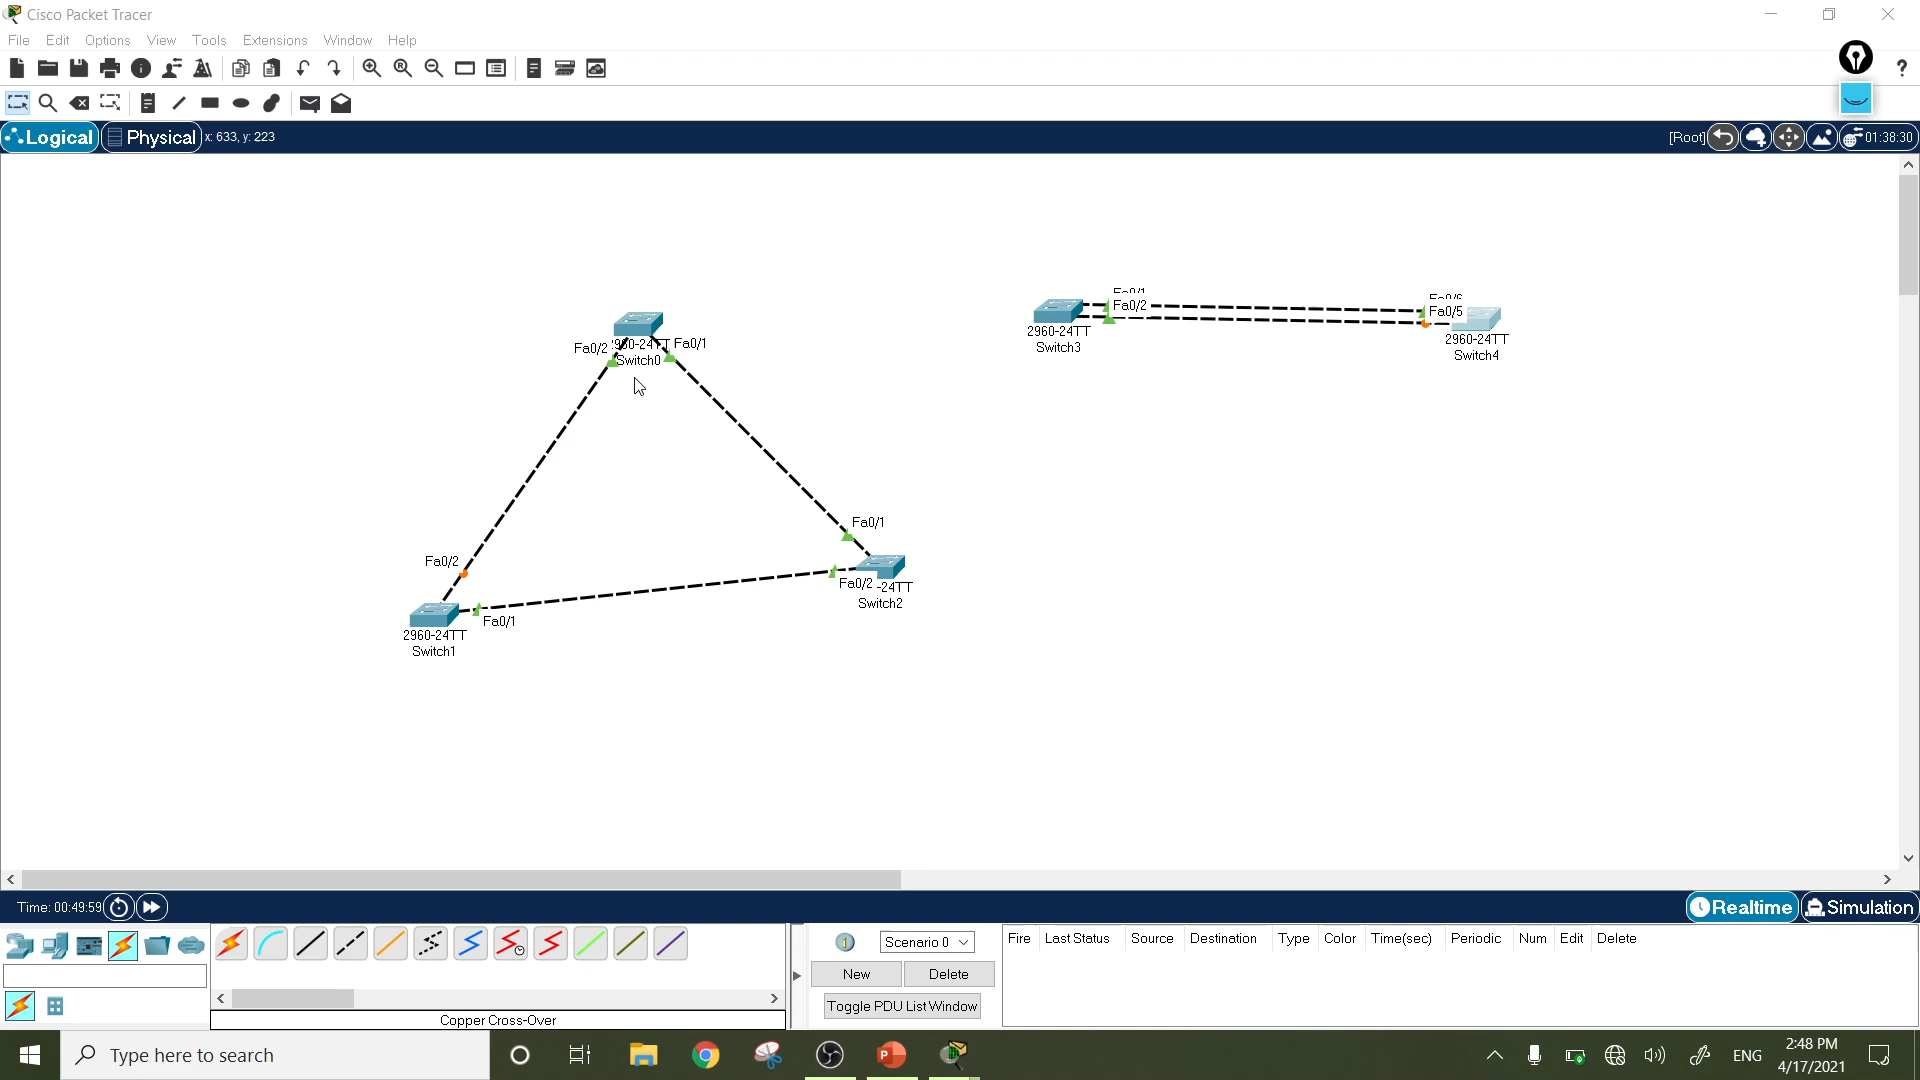 Cisco Packet Tracer
File Edit Options View Tools Extensions Window Help
?
Logical Physical x: 633, y: 223
[Root] 01:38:30
Fa0/2 Fa0/1
Switch0
Fa0/1
Fa0/2
2960-24TT
Switch3
Fa0/5
2960-24TT
Switch4
Fa0/1
Fa0/2
Fa0/2 -24TT
Switch2
Fa0/1
2960-24TT
Switch1
Time: 00:49:59
Realtime Simulation
Scenario 0
New Delete
Toggle PDU List Window
Fire Last Status Source Destination Type Color Time(sec) Periodic Num Edit Delete
Copper Cross-Over
Type here to search
ENG
2:48 PM
4/17/2021